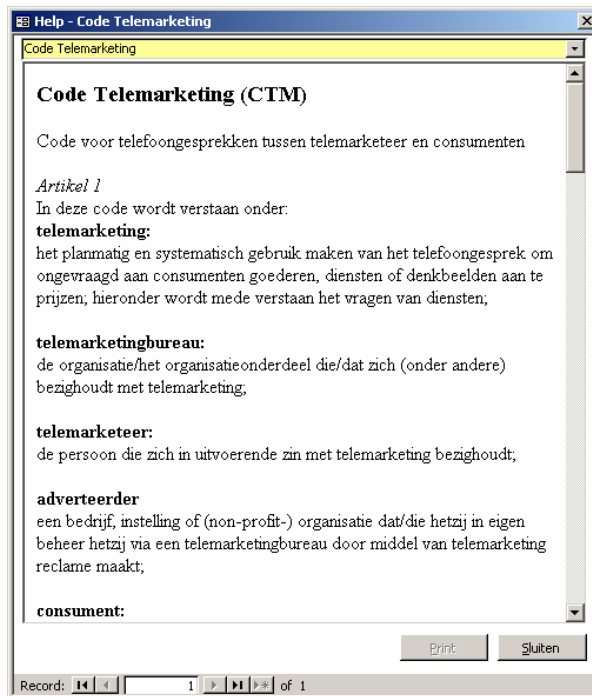 Help - Code Telemarketing
Code Telemarketing
Code Telemarketing (CTM)
Code voor telefoongesprekken tussen telemarketeer en consumenten
Artikel 1
In deze code wordt verstaan onder:
telemarketing:
het planmatig en systematisch gebruik maken van het telefoongesprek om
ongevraagd aan consumenten goederen, diensten of denkbeelden aan te
prijzen; hieronder wordt mede verstaan het vragen van diensten;
telemarketingbureau:
de organisatie/het organisatieonderdeel die/dat zich (onder andere)
bezighoudt met telemarketing;
telemarketeer:
de persoon die zich in uitvoerende zin met telemarketing bezighoudt;
adverteerder
een bedrijf, instelling of (non-profit-) organisatie dat/die hetzij in eigen
beheer hetzij via een telemarketingbureau door middel van telemarketing
reclame maakt;
consument:
Print Sluiten
Record: 1 of 1